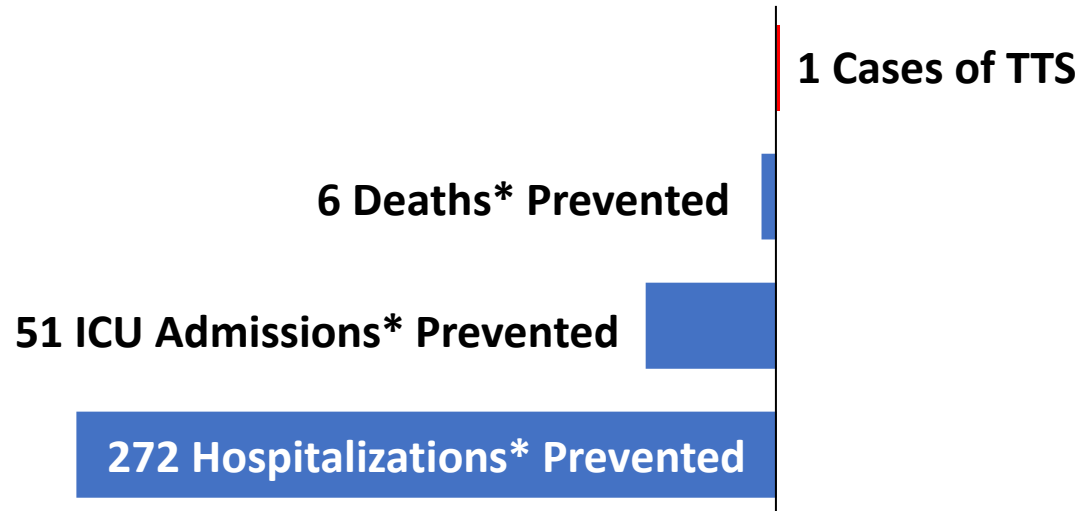 1 Cases of TTS
6 Deaths* Prevented
51 ICU Admissions* Prevented
272 Hospitalizations* Prevented